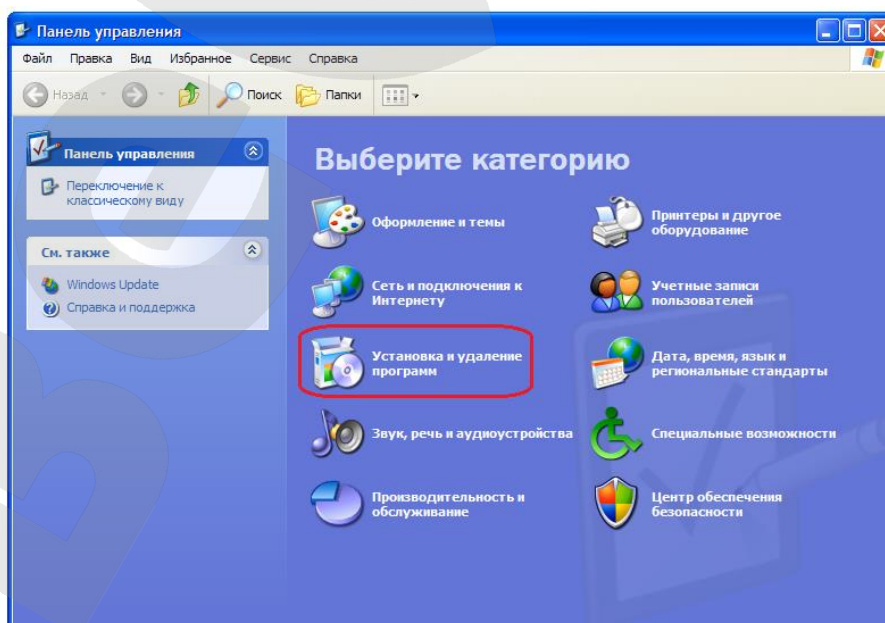 Панель управления
Файл Правка Вид Избранное Сервис Справка
Назад Поиск Папки
Панель управления
Переключение к
классическому виду
См. также
Windows Update
Справка и поддержка
Выберите категорию
Оформление и темы
Принтеры и другое
оборудование
Сеть и подключения к
Интернету
Учетные записи
пользователей
Установка и удаление
программ
Дата, время, язык и
региональные стандарты
Звук, речь и аудиоустройства
Специальные возможности
Производительность и
обслуживание
Центр обеспечения
безопасности